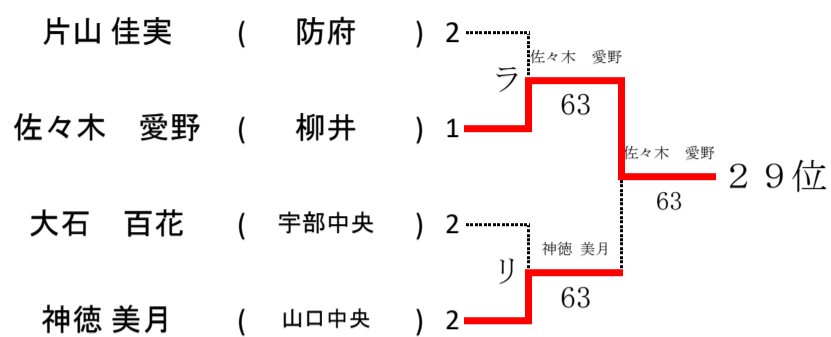 片山 佳実 ( 防府 ) 2
佐々木　愛野
ラ
63
佐々木　愛野 ( 柳井 ) 1
佐々木　愛野
２９位
63
大石　百花 ( 宇部中央 ) 2
神徳 美月
リ
63
神徳 美月 ( 山口中央 ) 2